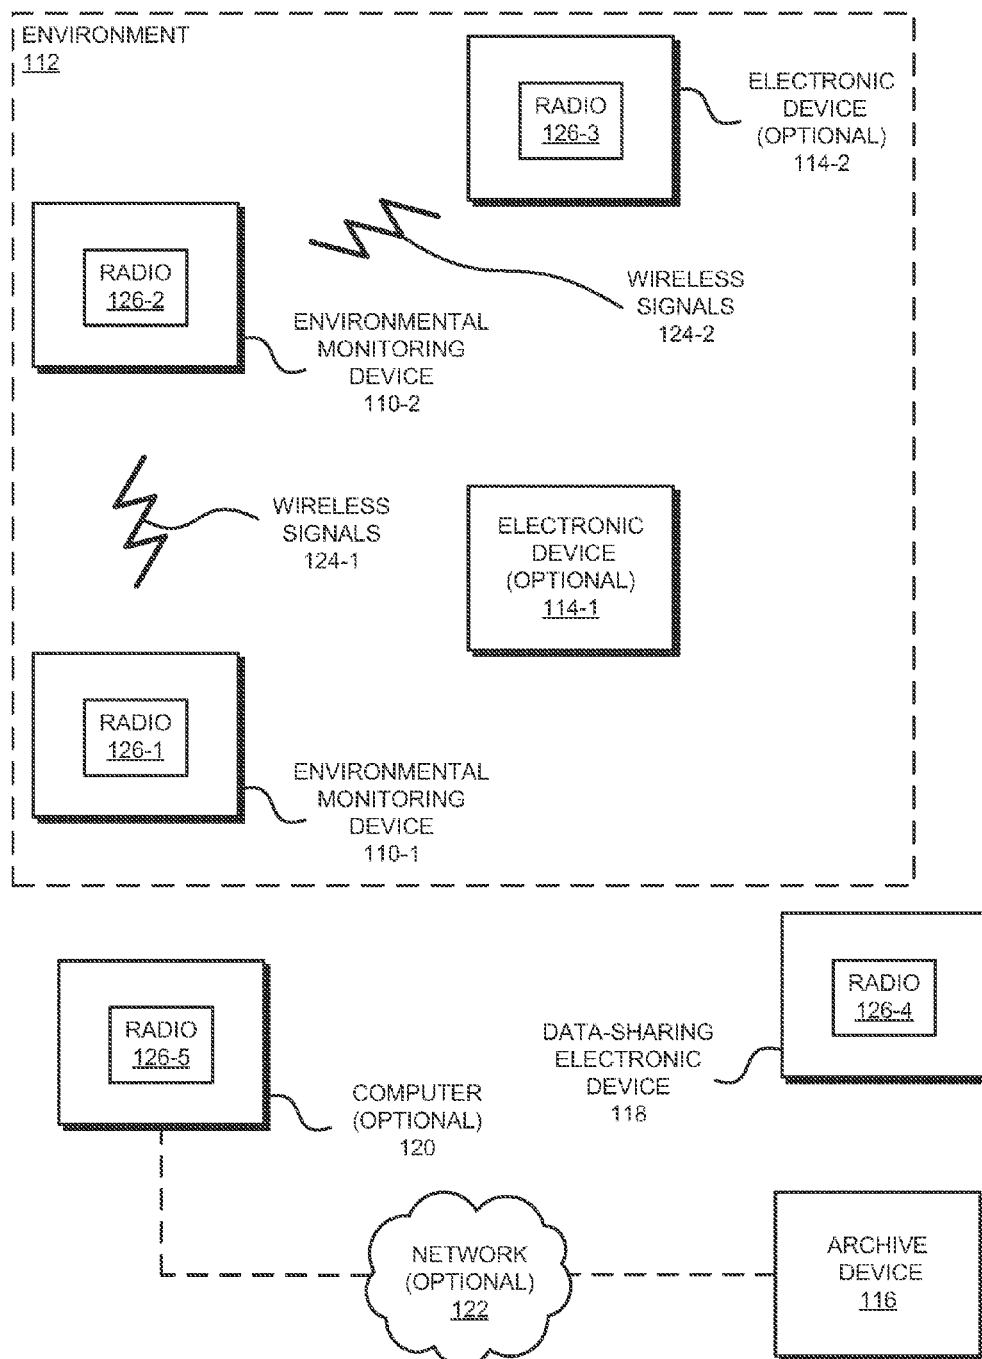 ENVIRONMENT
112
RADIO
126-3
ELECTRONIC
DEVICE
(OPTIONAL)
114-2
RADIO
126-2
WIRELESS
SIGNALS
124-2
ENVIRONMENTAL
MONITORING
DEVICE
110-2
WIRELESS
SIGNALS
124-1
ELECTRONIC
DEVICE
(OPTIONAL)
114-1
RADIO
126-1
ENVIRONMENTAL
MONITORING
DEVICE
110-1
RADIO
126-5
COMPUTER
(OPTIONAL)
120
RADIO
126-4
DATA-SHARING
ELECTRONIC
DEVICE
118
NETWORK
(OPTIONAL)
122
ARCHIVE
DEVICE
116